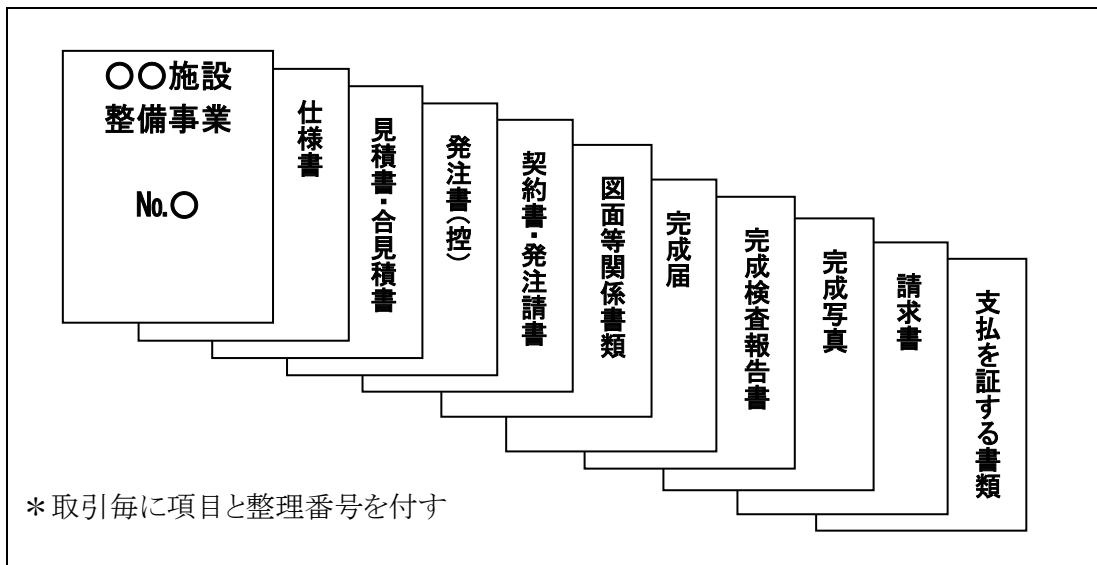 〇〇施設
整備事業
№〇
仕様書
見積書・合見積書
発注書(控)
契約書・発注請書
図面等関係書類
完成届
完成検査報告書
完成写真
請求書
支払を証する書類
＊取引毎に項目と整理番号を付す